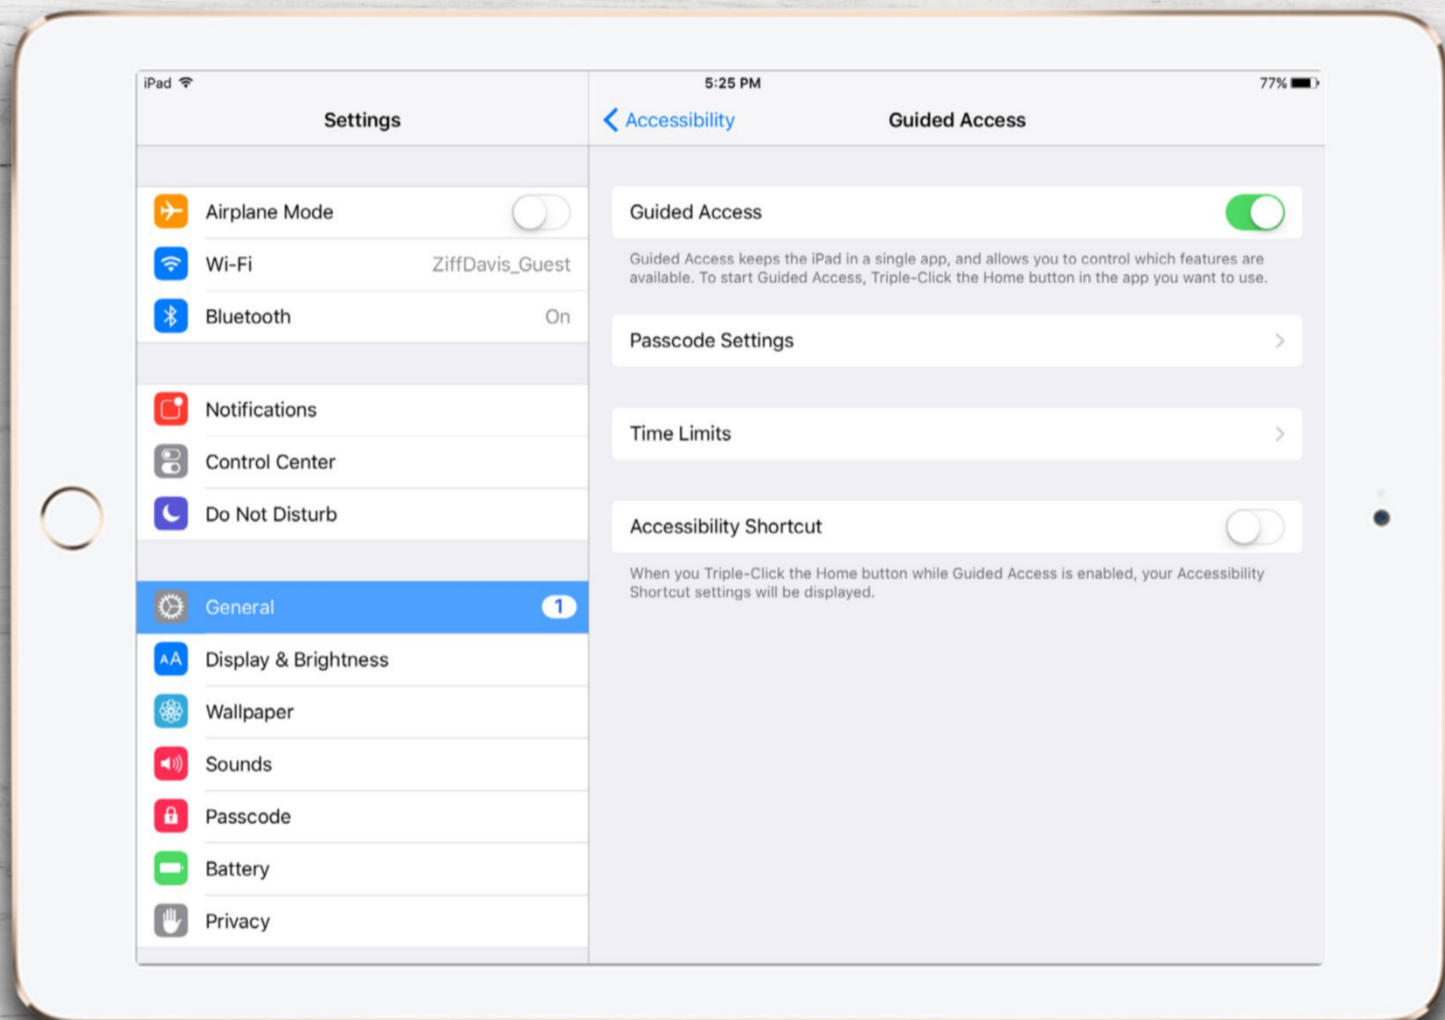 iPad
5:25 PM
77%
Settings
Accessibility
Guided Access
Airplane Mode
Wi-Fi
ZiffDavis_Guest
Bluetooth
On
Notifications
Control Center
Do Not Disturb
General
1
AA
Display & Brightness
Wallpaper
Sounds
Passcode
Battery
Privacy
Guided Access
Guided Access keeps the iPad in a single app, and allows you to control which features are
available. To start Guided Access, Triple-Click the Home button in the app you want to use.
Passcode Settings
Time Limits
Accessibility Shortcut
When you Triple-Click the Home button while Guided Access is enabled, your Accessibility
Shortcut settings will be displayed.